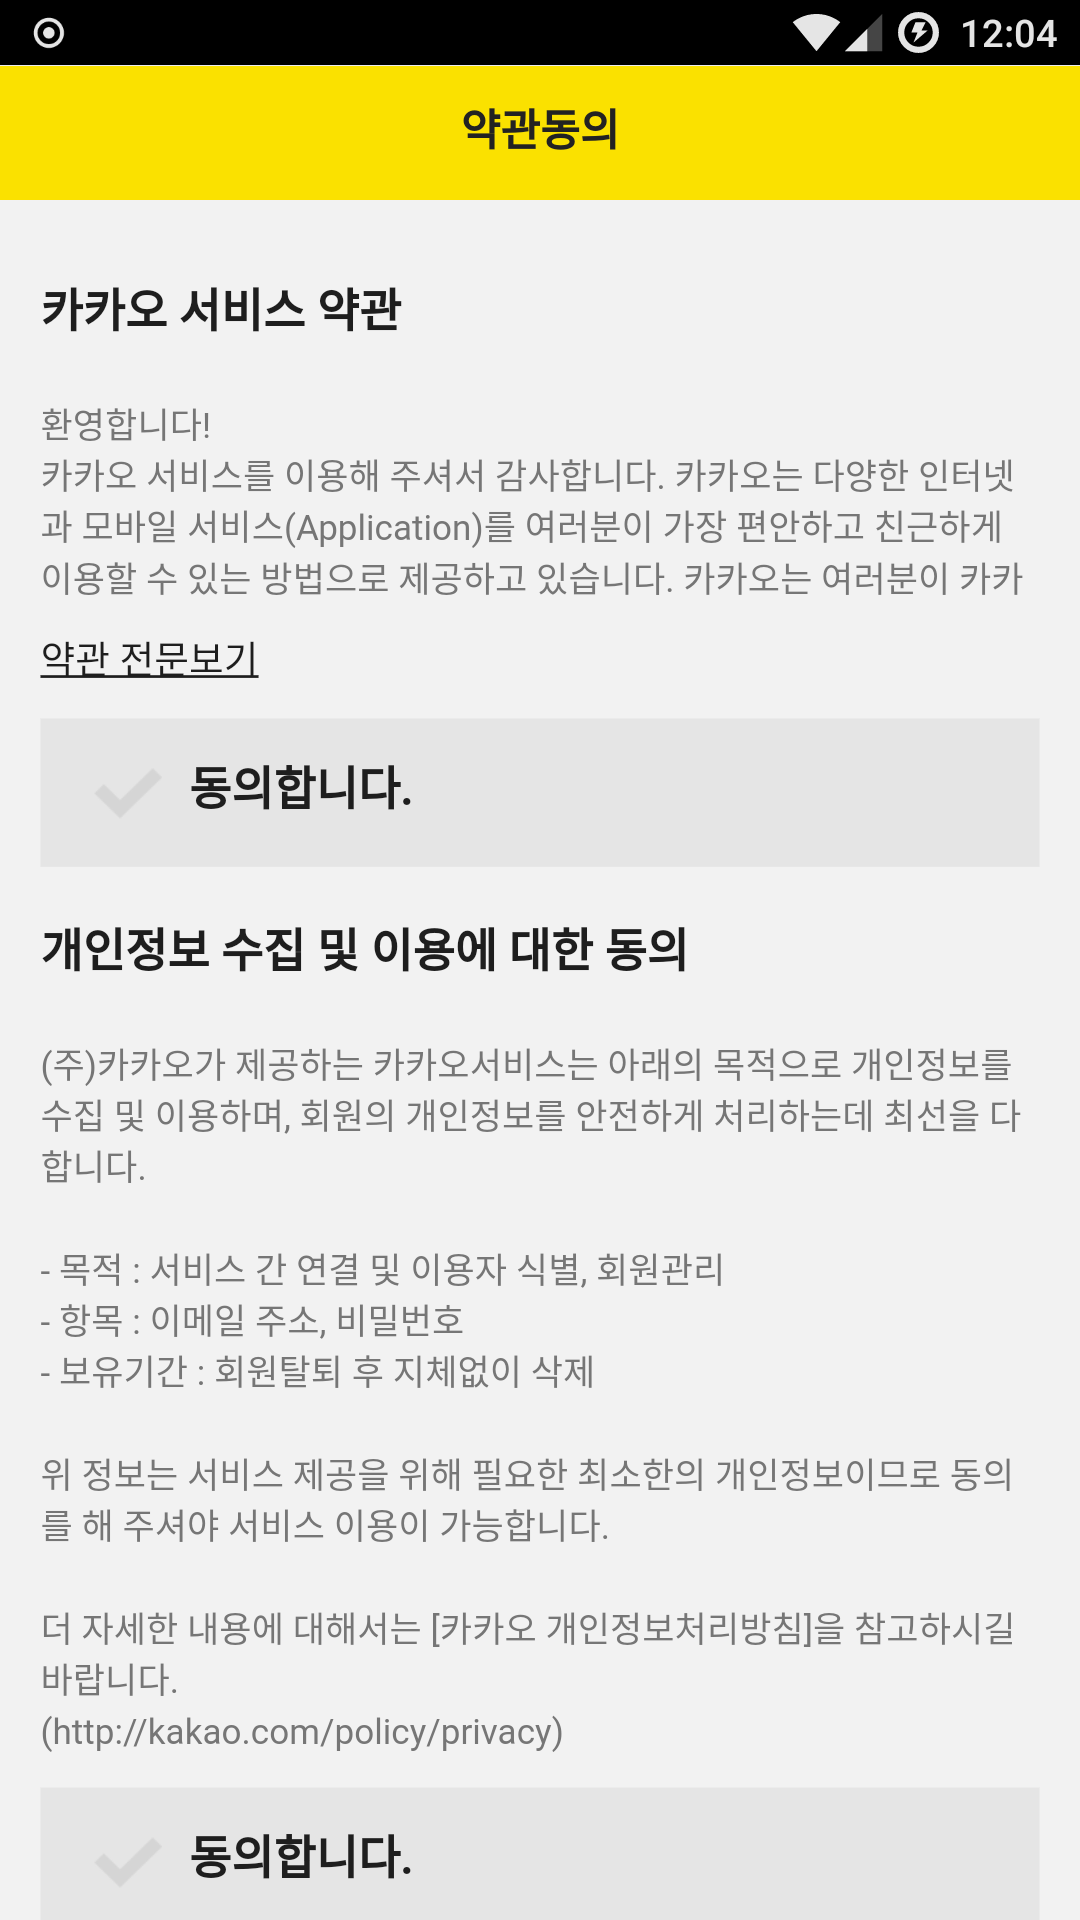 12:04
약관동의
카카오 서비스 약관
환영합니다!
카카오 서비스를 이용해 주셔서 감사합니다. 카카오는 다양한 인터넷
과 모바일 서비스(Application)를 여러분이 가장 편안하고 친근하게
이용할 수 있는 방법으로 제공하고 있습니다. 카카오는 여러분이 카카
약관 전문보기
동의합니다.
개인정보 수집 및 이용에 대한 동의
(주)카카오가 제공하는 카카오서비스는 아래의 목적으로 개인정보를
수집 및 이용하며, 회원의 개인정보를 안전하게 처리하는데 최선을 다
합니다.
- 목적 : 서비스 간 연결 및 이용자 식별, 회원관리
- 항목 : 이메일 주소, 비밀번호
- 보유기간 : 회원탈퇴 후 지체없이 삭제
위 정보는 서비스 제공을 위해 필요한 최소한의 개인정보이므로 동의
를 해 주셔야 서비스 이용이 가능합니다.
더 자세한 내용에 대해서는 [카카오 개인정보처리방침]을 참고하시길
바랍니다.
(http://kakao.com/policy/privacy)
동의합니다.